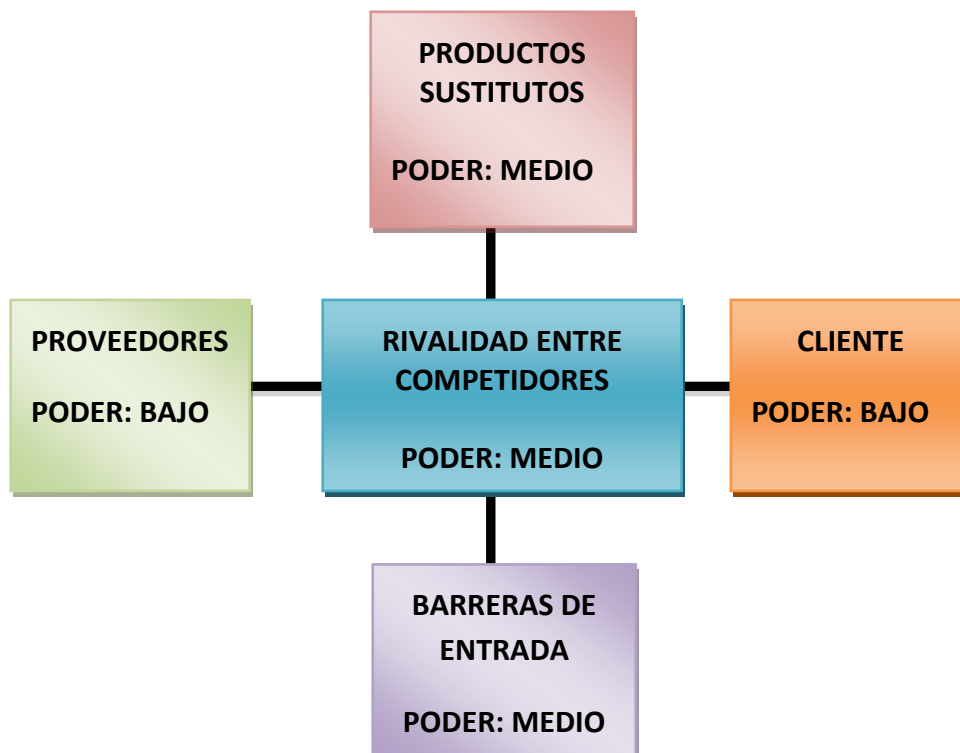 PRODUCTOS
SUSTITUTOS
PODER: MEDIO
PROVEEDORES
PODER: BAJO
RIVALIDAD ENTRE
COMPETIDORES
PODER: MEDIO
CLIENTE
PODER: BAJO
BARRERAS DE
ENTRADA
PODER: MEDIO